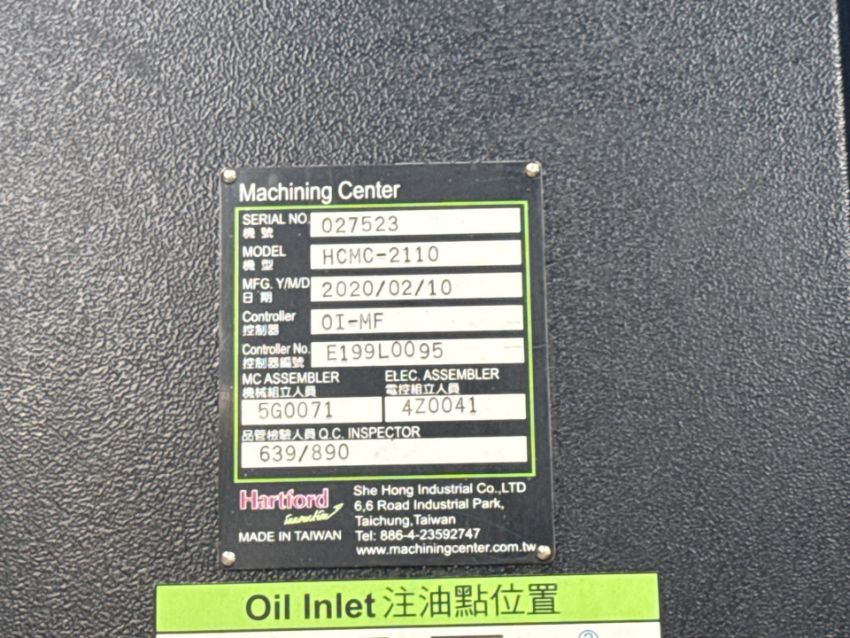 Machining Center
SERIAL NO. 027523
機 號
MODEL HCMC-2110
機 型
MFG. Y/M/D 2020/02/10
日 期
Controller OI-MF
控制器
Controller No. E199L0095
控制器編號
MC ASSEMBLER ELEC. ASSEMBLER
機械組立人員 電控組立人員
5G0071 4Z0041
品管檢驗人員 Q.C. INSPECTOR
639/890
Hartford
MADE IN TAIWAN
She Hong Industrial Co.,LTD
6,6 Road Industrial Park,
Taichung,Taiwan
Tel: 886-4-23592747
www.machiningcenter.com.tw
Oil Inlet 注油點位置